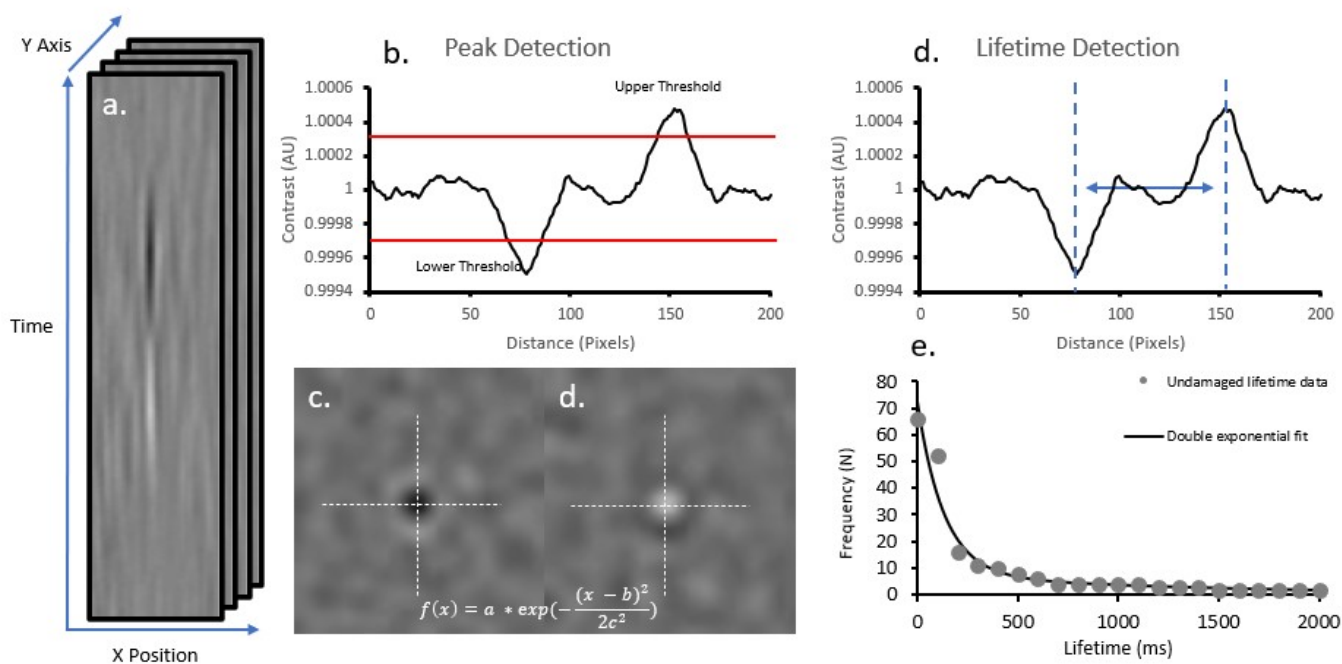 Y Axis
a.
Time
X Position
b.
Peak Detection
Upper Threshold
Lower Threshold
Contrast (AU)
1.0006
1.0004
1.0002
1
0.9998
0.9996
0.9994
0
50
100
150
200
Distance (Pixels)
d.
Lifetime Detection
Contrast (AU)
1.0006
1.0004
1.0002
1
0.9998
0.9996
0.9994
0
50
100
150
200
Distance (Pixels)
c.
d.
f(x) = a * exp(-(x - b)²/2c²)
e.
Undamaged lifetime data
Double exponential fit
Frequency (N)
80
70
60
50
40
30
20
10
0
0
500
1000
1500
2000
Lifetime (ms)